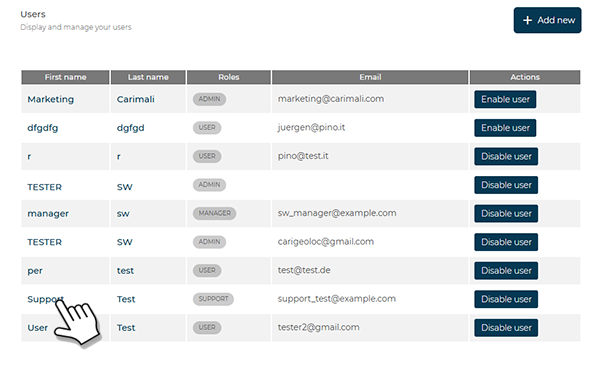 Users
Display and manage your users
+ Add new
First name Last name Roles Email Actions
Marketing Carimali ADMIN marketing@carimali.com Enable user
dfgdfg dgfgd USER juergen@pino.it Enable user
r r USER pino@test.it Disable user
TESTER SW ADMIN Disable user
manager sw MANAGER sw_manager@example.com Disable user
TESTER SW ADMIN carigeoloc@gmail.com Disable user
per test USER test@test.de Disable user
Support Test SUPPORT support_test@example.com Disable user
User Test USER tester2@gmail.com Disable user